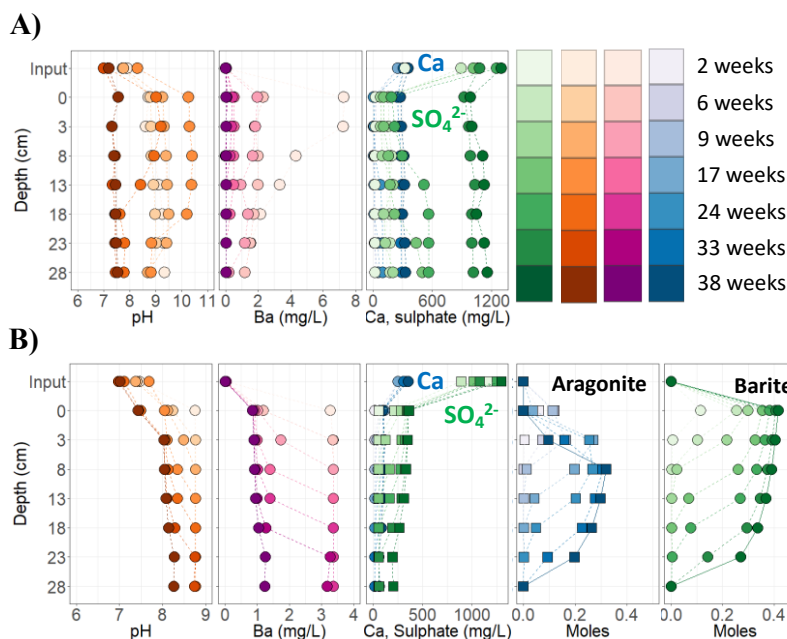 A)
Input
0
3
8
13
18
23
28
Depth (cm)
6 7 8 9 10 11
pH
0 2 4 6 8
Ba (mg/L)
Ca
SO₄²⁻
0 600 1200
Ca, sulphate (mg/L)
2 weeks
6 weeks
9 weeks
17 weeks
24 weeks
33 weeks
38 weeks
B)
Input
0
3
8
13
18
23
28
Depth (cm)
6 7 8 9
pH
0 1 2 3 4
Ba (mg/L)
Ca
SO₄²⁻
0 500 1000
Ca, Sulphate (mg/L)
Aragonite
0.0 0.2 0.4
Moles
Barite
0.0 0.2 0.4
Moles